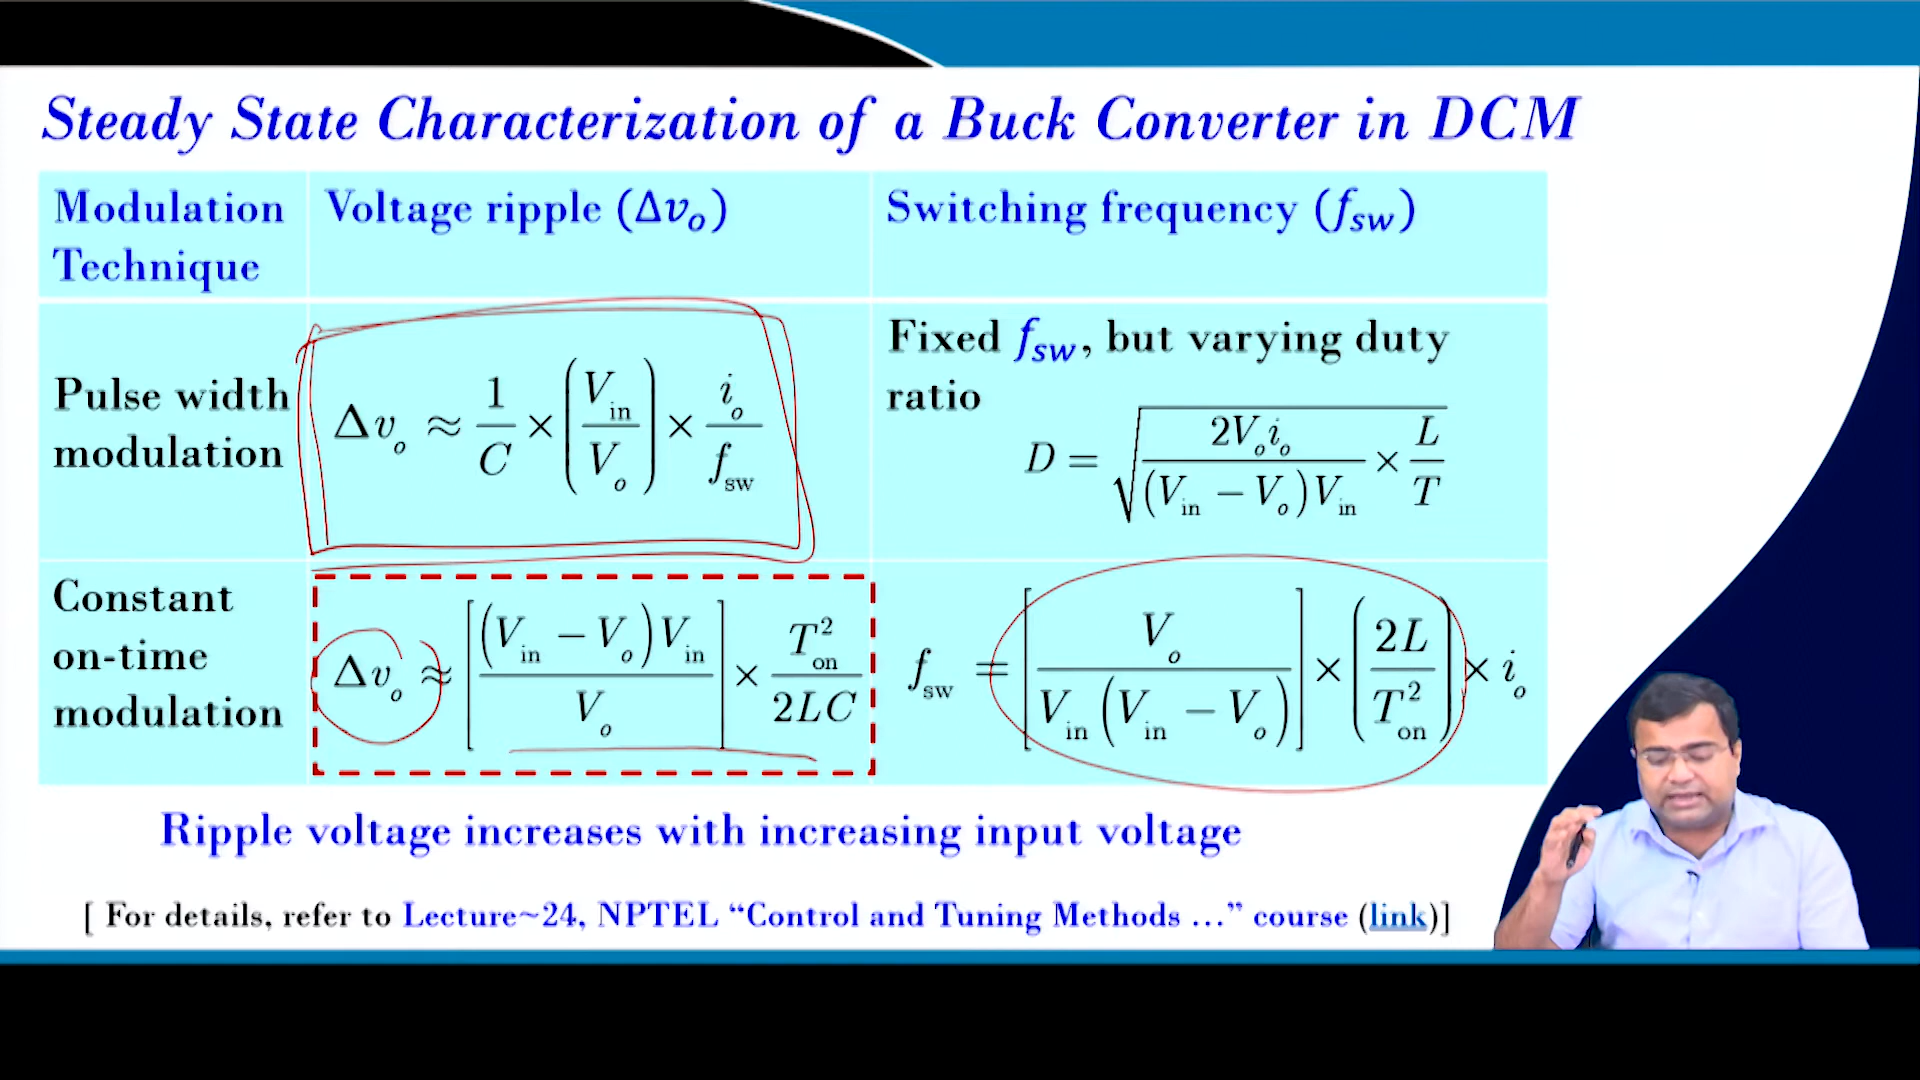 Steady State Characterization of a Buck Converter in DCM
Modulation Technique
Voltage ripple (Δv_o)
Switching frequency (f_sw)
Pulse width modulation
Δv_o ≈ 1/C × (V_in/V_o) × i_o/f_sw
Fixed f_sw, but varying duty ratio
D = √(2V_o i_o/((V_in − V_o)V_in) × L/T)
Constant on-time modulation
Δv_o ≈ [(V_in − V_o)V_in/V_o] × T_on²/2LC
f_sw = [V_o/(V_in(V_in − V_o))] × (2L/T_on²) × i_o
Ripple voltage increases with increasing input voltage
[ For details, refer to Lecture~24, NPTEL “Control and Tuning Methods ...” course (link)]